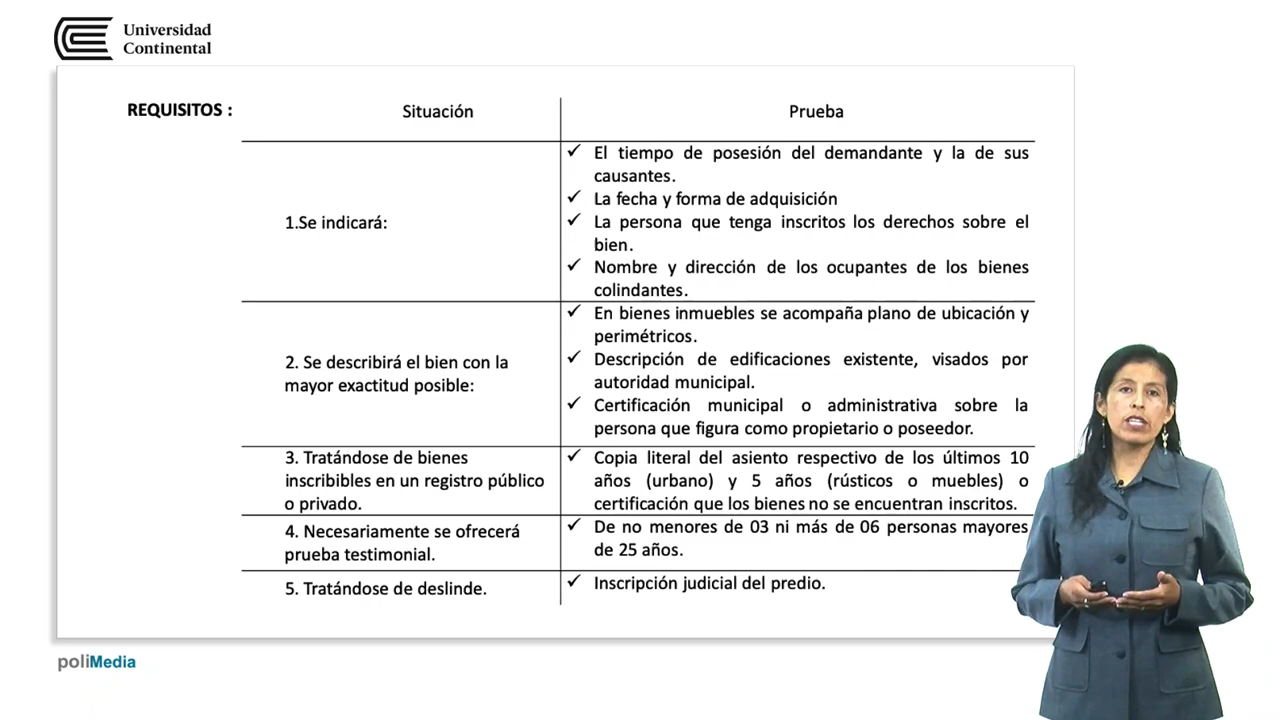 Universidad
Continental
REQUISITOS :
Situación
Prueba
1.Se indicará:
✓ El tiempo de posesión del demandante y la de sus
causantes.
✓ La fecha y forma de adquisición
✓ La persona que tenga inscritos los derechos sobre el
bien.
✓ Nombre y dirección de los ocupantes de los bienes
colindantes.
2. Se describirá el bien con la
mayor exactitud posible:
✓ En bienes inmuebles se acompaña plano de ubicación y
perimétricos.
✓ Descripción de edificaciones existente, visados por
autoridad municipal.
✓ Certificación municipal o administrativa sobre la
persona que figura como propietario o poseedor.
3. Tratándose de bienes
inscribibles en un registro público
o privado.
✓ Copia literal del asiento respectivo de los últimos 10
años (urbano) y 5 años (rústicos o muebles) o
certificación que los bienes no se encuentran inscritos.
4. Necesariamente se ofrecerá
prueba testimonial.
✓ De no menores de 03 ni más de 06 personas mayores
de 25 años.
5. Tratándose de deslinde.
✓ Inscripción judicial del predio.
poliMedia